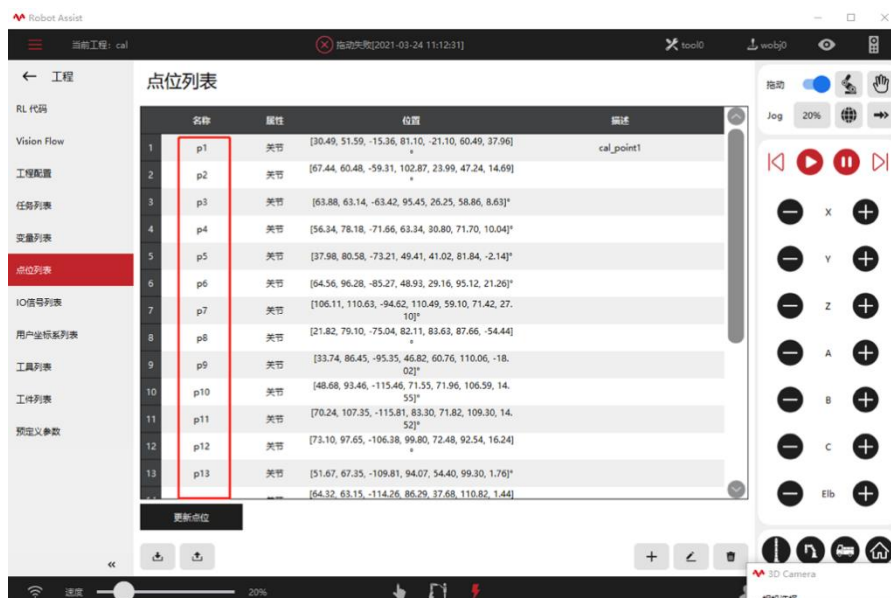 Robot Assist
当前工程: cal
拖动失败[2021-03-24 11:12:31]
tool0
wobj0
工程
RL 代码
Vision Flow
工程配置
任务列表
变量列表
点位列表
IO信号列表
用户坐标系列表
工具列表
工件列表
预定义参数
点位列表
名称 属性 位置 描述
1 p1 关节 [30.49, 51.59, -15.36, 81.10, -21.10, 60.49, 37.96]° cal_point1
2 p2 关节 [67.44, 60.48, -59.31, 102.87, 23.99, 47.24, 14.69]°
3 p3 关节 [63.88, 63.14, -63.42, 95.45, 26.25, 58.86, 8.63]°
4 p4 关节 [56.34, 78.18, -71.66, 63.34, 30.80, 71.70, 10.04]°
5 p5 关节 [37.98, 80.58, -73.21, 49.41, 41.02, 81.84, -2.14]°
6 p6 关节 [64.56, 96.28, -85.27, 48.93, 29.16, 95.12, 21.26]°
7 p7 关节 [106.11, 110.63, -94.62, 110.49, 59.10, 71.42, 27.
10]°
8 p8 关节 [21.82, 79.10, -75.04, 82.11, 83.63, 87.66, -54.44]°
9 p9 关节 [33.74, 86.45, -95.35, 46.82, 60.76, 110.06, -18.
02]°
10 p10 关节 [48.68, 93.46, -115.46, 71.55, 71.96, 106.59, 14.
55]°
11 p11 关节 [70.24, 107.35, -115.81, 83.30, 71.82, 109.30, 14.
52]°
12 p12 关节 [73.10, 97.65, -106.38, 99.80, 72.48, 92.54, 16.24]°
13 p13 关节 [51.67, 67.35, -109.81, 94.07, 54.40, 99.30, 1.76]°
[64.32, 63.15, -114.26, 86.29, 37.68, 110.82, 1.44]
更新点位
拖动
Jog 20%
X
Y
Z
A
B
C
Elb
3D Camera
速度 20%